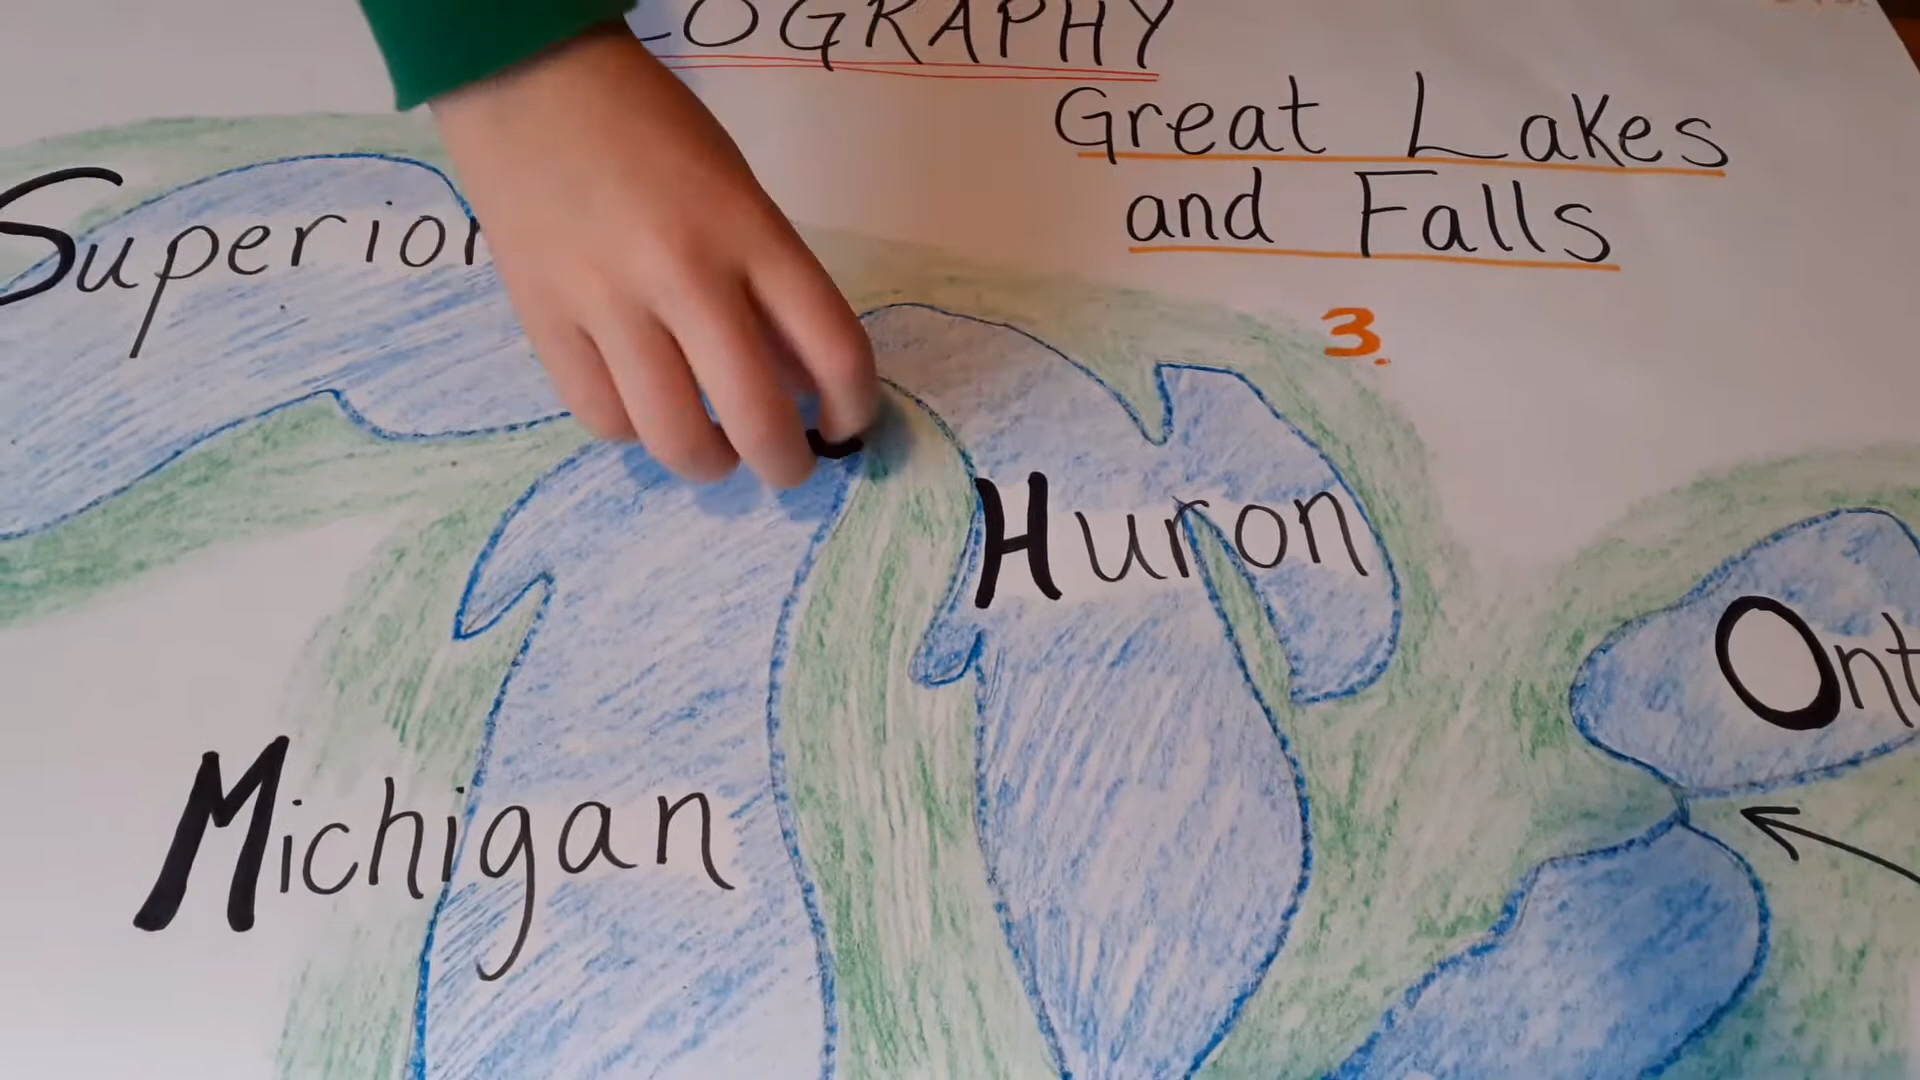 OGRAPHY
Great Lakes
and Falls
3.
Superior
Huron
Ont
Michigan